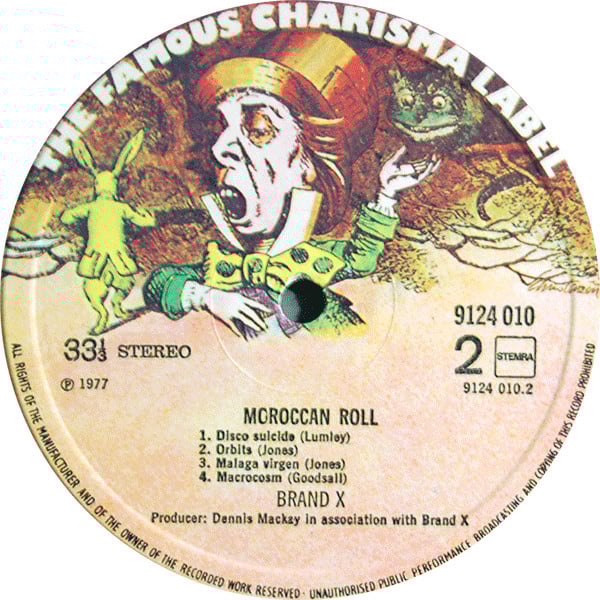 THE FAMOUS CHARISMA LABEL
33⅓ STEREO
℗ 1977
9124 010
2 STEMRA
9124 010.2
MOROCCAN ROLL
1. Disco suicide (Lumley)
2. Orbits (Jones)
3. Malaga virgen (Jones)
4. Macrocosm (Goodsall)
BRAND X
Producer: Dennis Mackay in association with Brand X
ALL RIGHTS OF THE MANUFACTURER AND OF THE OWNER OF THE RECORDED WORK RESERVED · UNAUTHORISED PUBLIC PERFORMANCE, BROADCASTING AND COPYING OF THIS RECORD PROHIBITED